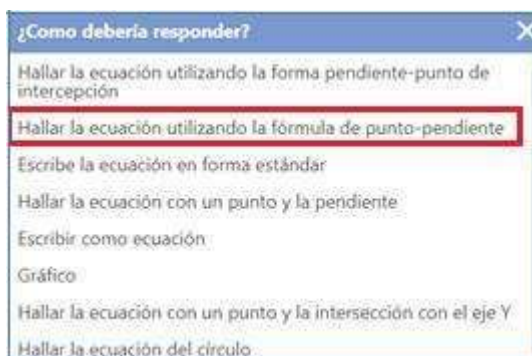 ¿Como debería responder?
Hallar la ecuación utilizando la forma pendiente-punto de
intercepción
Hallar la ecuación utilizando la fórmula de punto-pendiente
Escribe la ecuación en forma estándar
Hallar la ecuación con un punto y la pendiente
Escribir como ecuación
Gráfico
Hallar la ecuación con un punto y la intersección con el eje Y
Hallar la ecuación del círculo